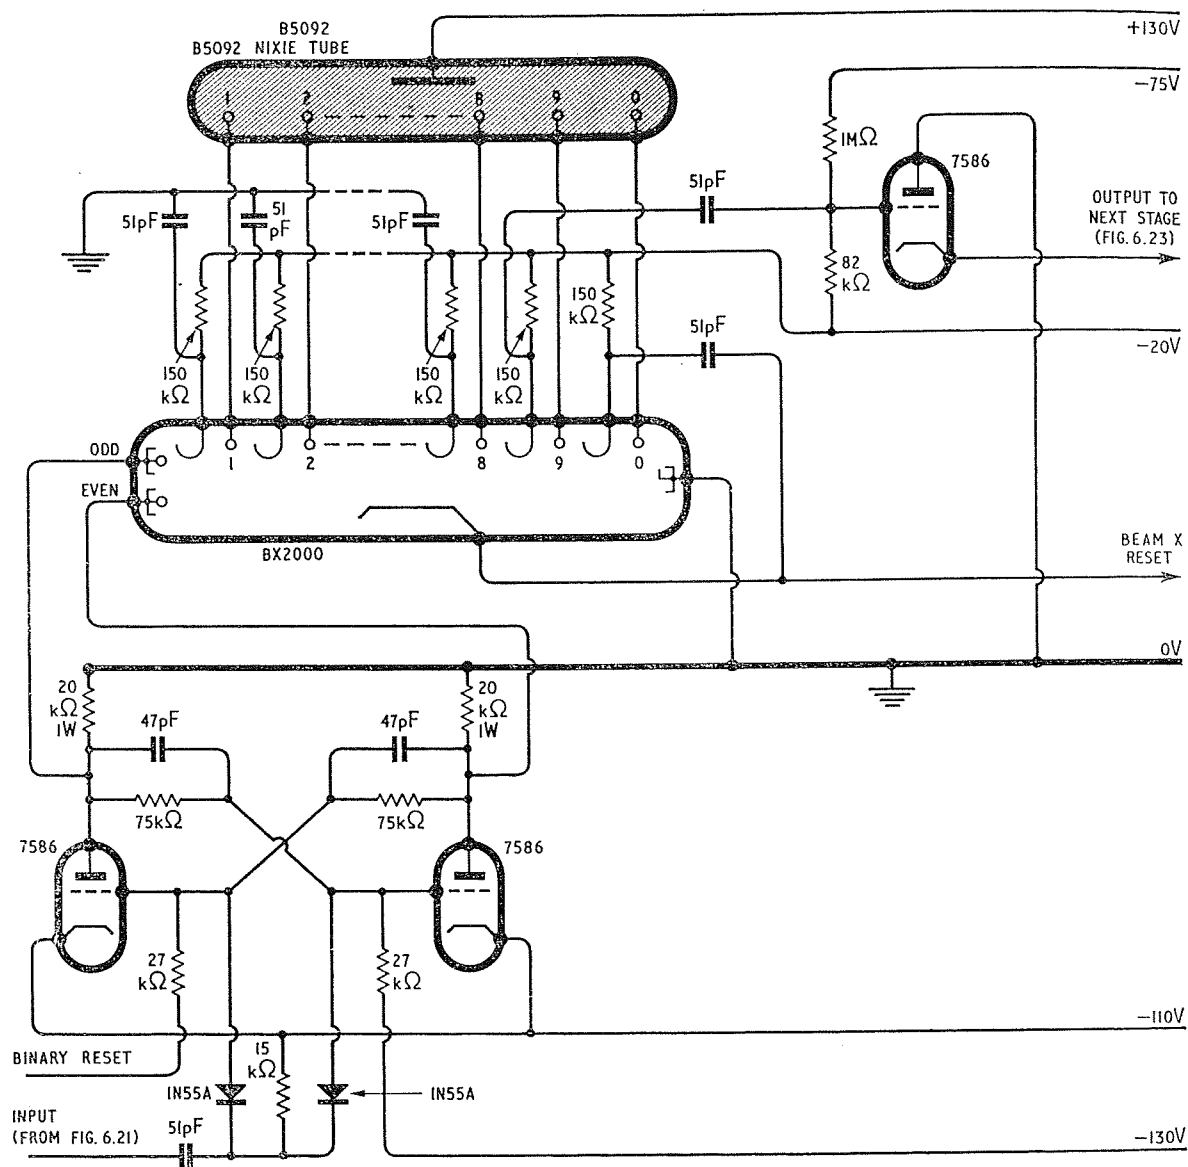 B5092
B5092 NIXIE TUBE
+130V
−75V
1 2 8 9 0
1MΩ
7586
51pF
OUTPUT TO
NEXT STAGE
(FIG. 6.23)
51pF
51
pF
51pF
82
kΩ
150
kΩ
51pF
−20V
150
kΩ
150
kΩ
150
kΩ
150
kΩ
ODD
EVEN
1 2 8 9 0
BX2000
BEAM X
RESET
0V
20
kΩ
1W
47pF
47pF
20
kΩ
1W
75kΩ
75kΩ
7586
7586
27
kΩ
27
kΩ
−110V
BINARY RESET
15
kΩ
1N55A
1N55A
INPUT
(FROM FIG. 6.21)
51pF
−130V